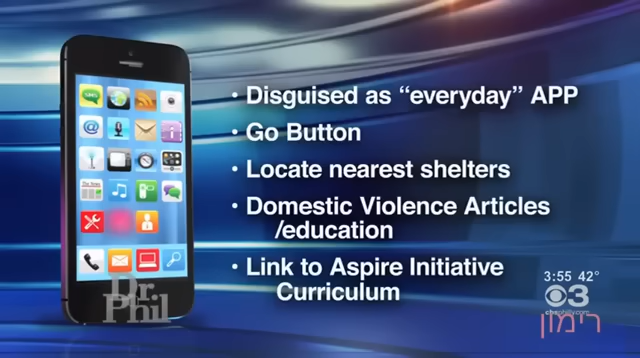 • Disguised as “everyday” APP
• Go Button
• Locate nearest shelters
• Domestic Violence Articles
/education
• Link to Aspire Initiative
Curriculum
Dr.
Phil
3:55 42°
3
cbsphilly.com
רימון